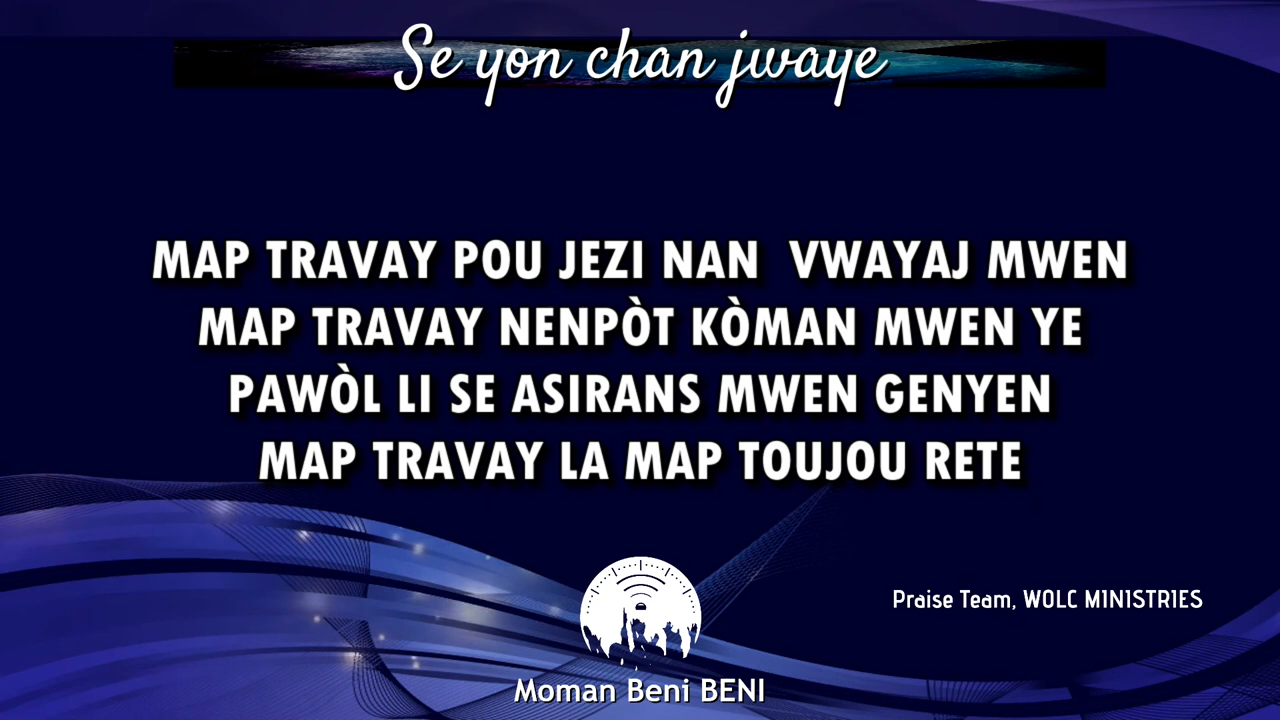 Se yon chan jwaye
MAP TRAVAY POU JEZI NAN VWAYAJ MWEN
MAP TRAVAY NENPÒT KÒMAN MWEN YE
PAWÒL LI SE ASIRANS MWEN GENYEN
MAP TRAVAY LA MAP TOUJOU RETE
Praise Team, WOLC MINISTRIES
Moman Beni BENI